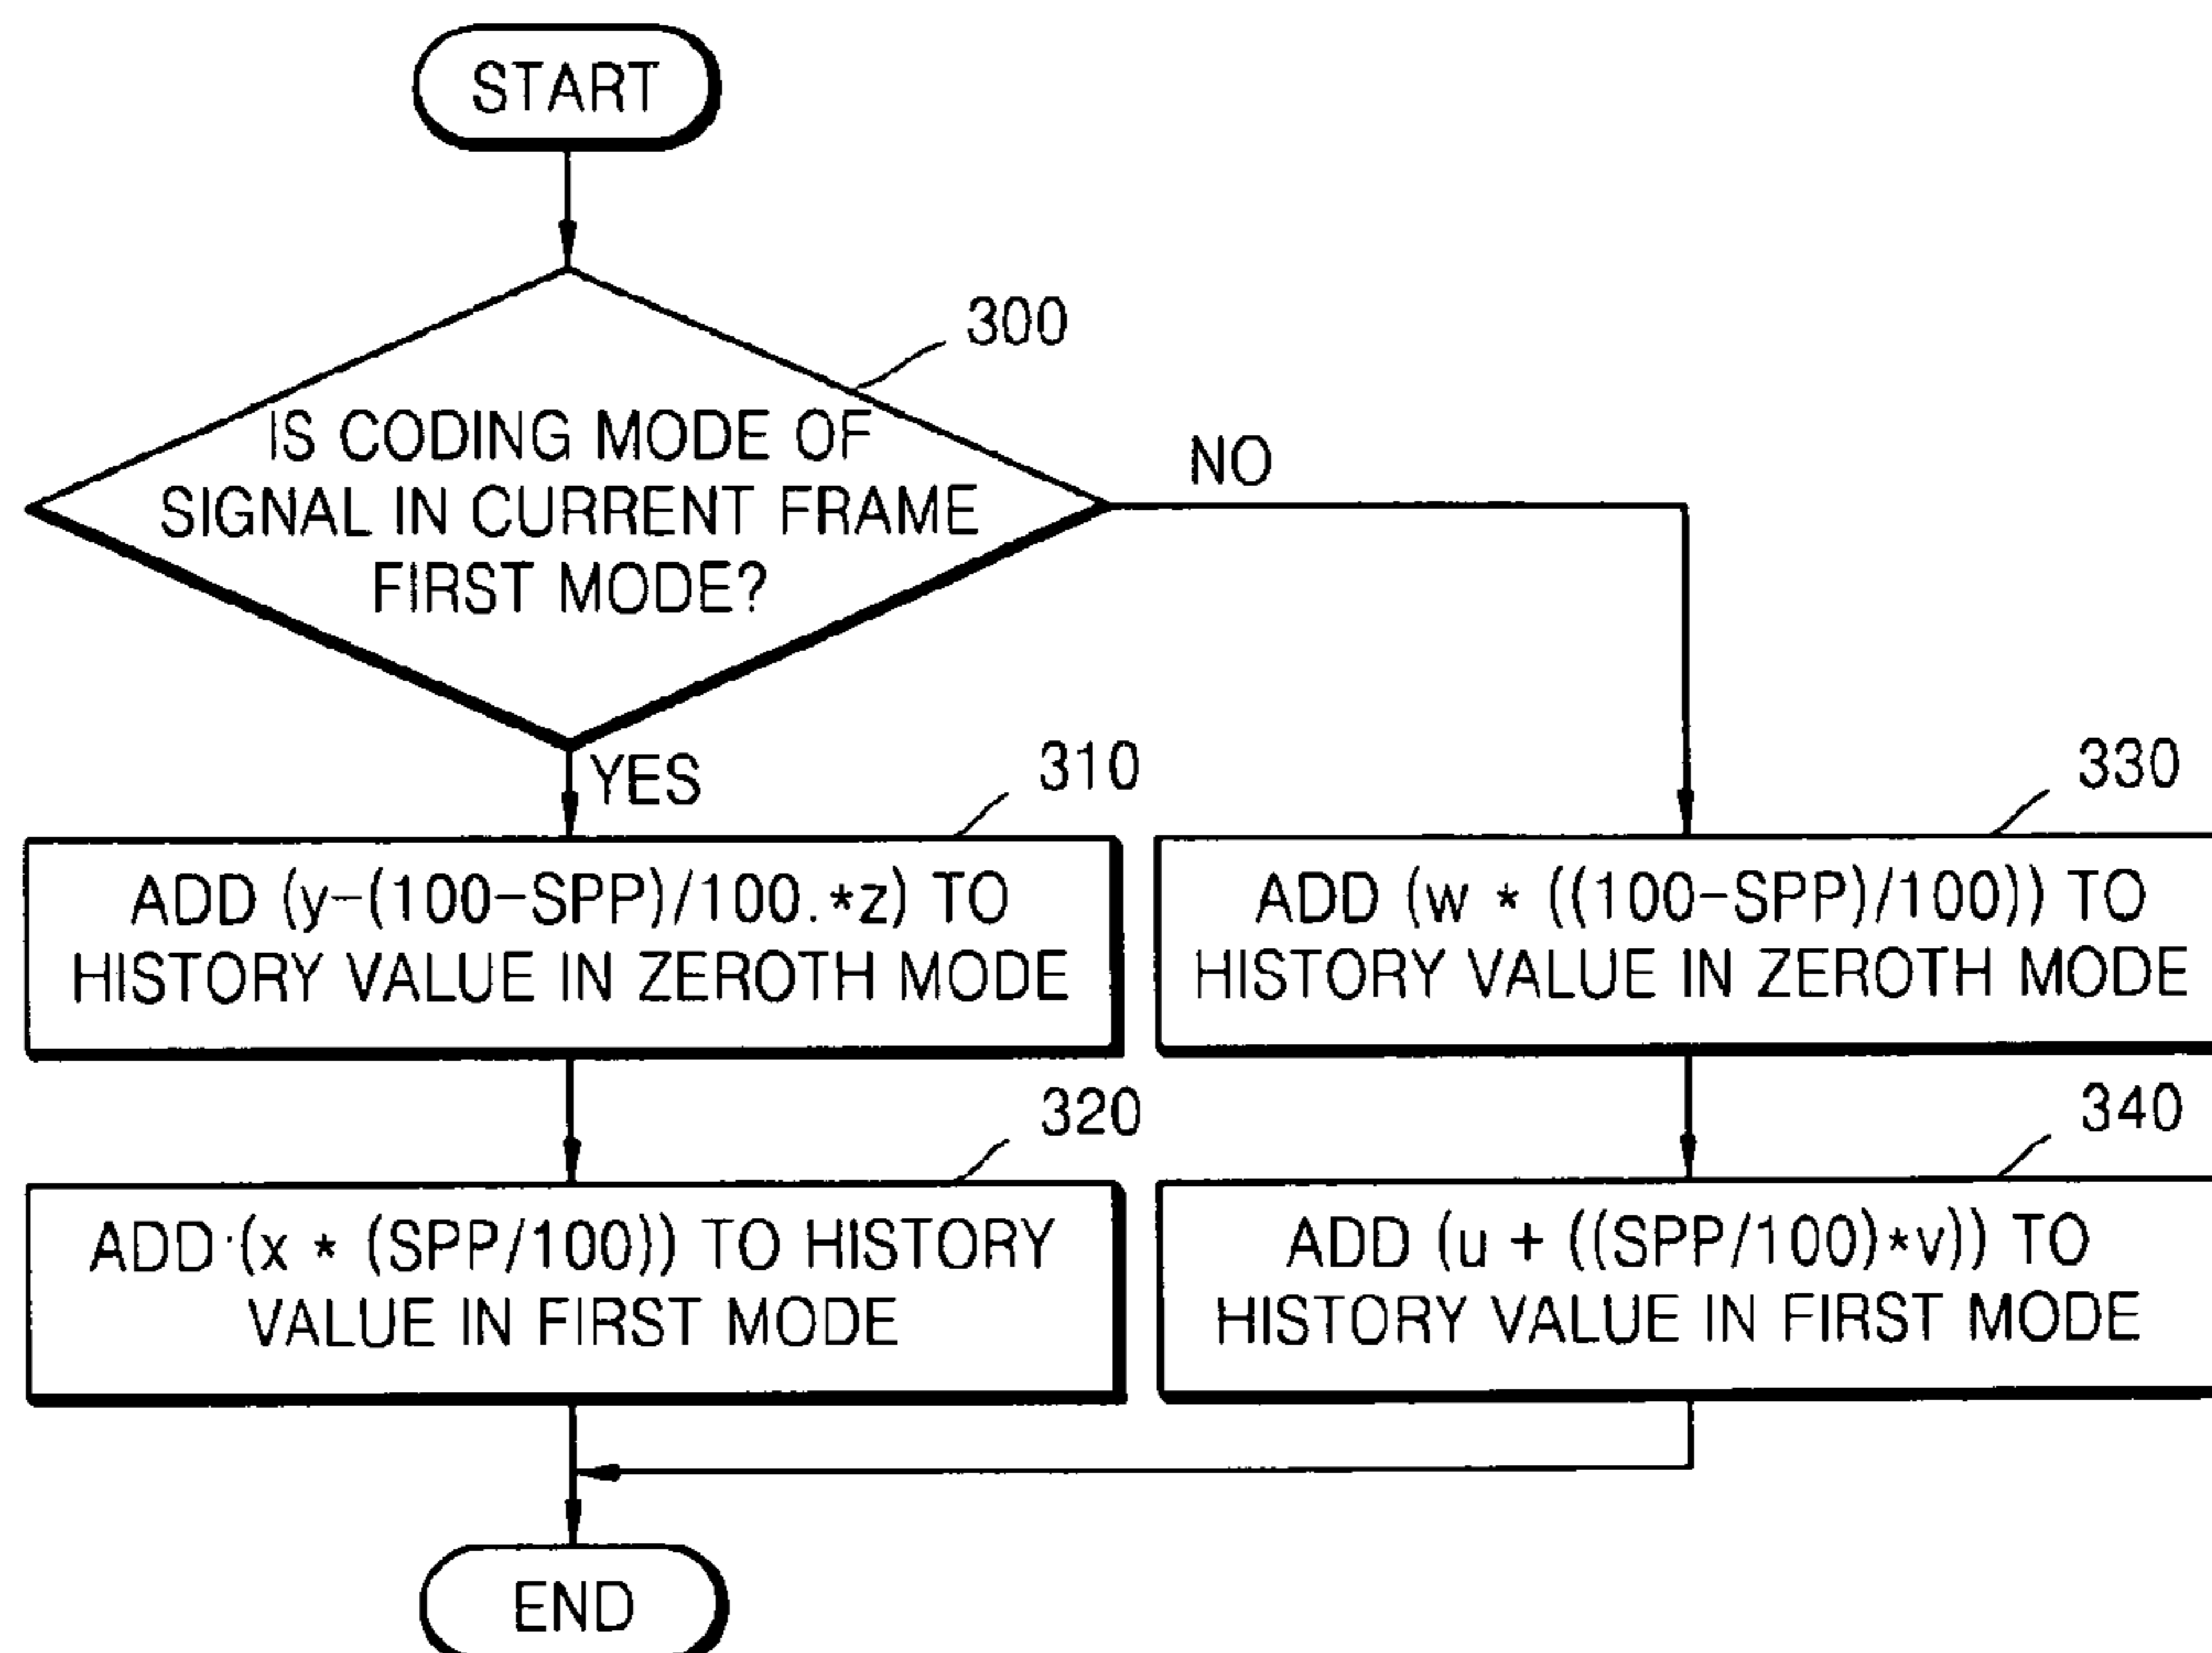 START
300
IS CODING MODE OF
SIGNAL IN CURRENT FRAME
FIRST MODE?
NO
YES
310
ADD (y-(100-SPP)/100.*z) TO
HISTORY VALUE IN ZEROTH MODE
330
ADD (w * ((100-SPP)/100)) TO
HISTORY VALUE IN ZEROTH MODE
320
ADD (x * (SPP/100)) TO HISTORY
VALUE IN FIRST MODE
340
ADD (u + ((SPP/100)*v)) TO
HISTORY VALUE IN FIRST MODE
END